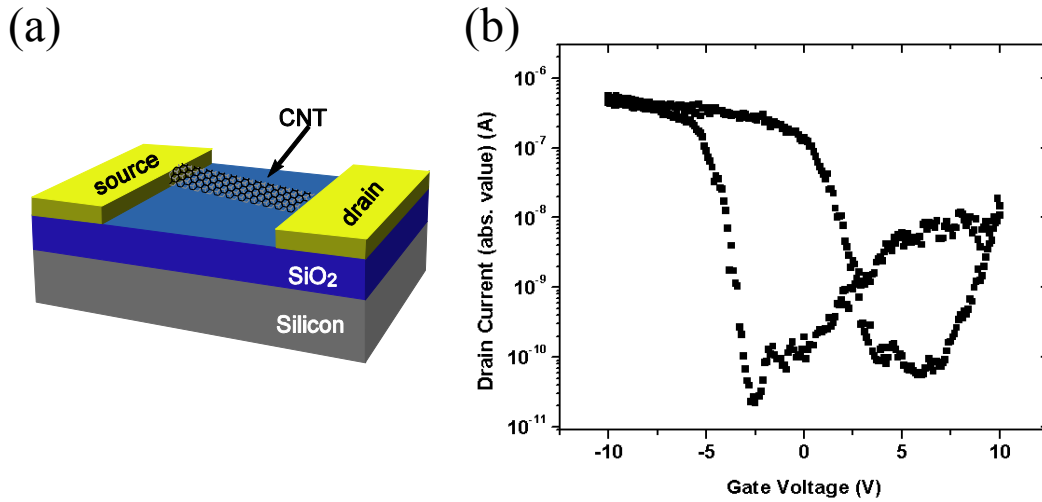 (a)
CNT
source
drain
SiO₂
Silicon
(b)
Drain Current (abs. value) (A)
10⁻⁶
10⁻⁷
10⁻⁸
10⁻⁹
10⁻¹⁰
10⁻¹¹
-10 -5 0 5 10
Gate Voltage (V)